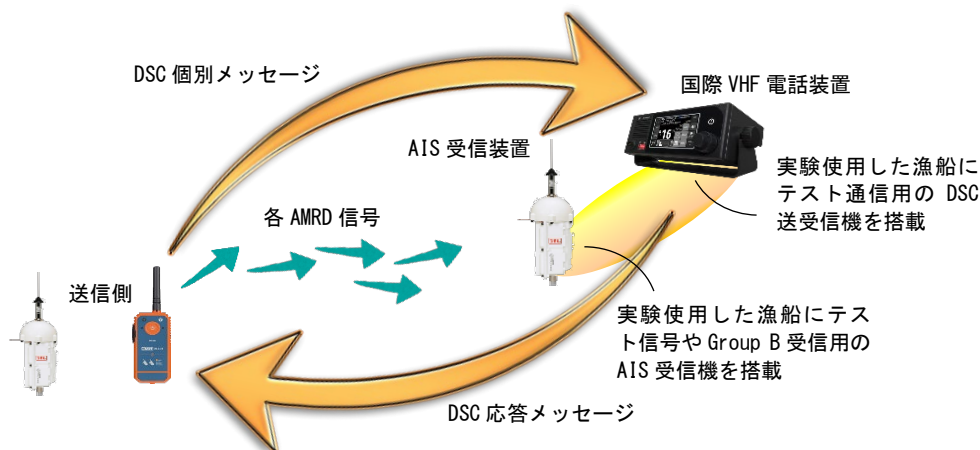 DSC 個別メッセージ
国際 VHF 電話装置
AIS 受信装置
16
実験使用した漁船に
テスト通信用の DSC
送受信機を搭載
各 AMRD 信号
送信側
実験使用した漁船にテス
ト信号や Group B 受信用の
AIS 受信機を搭載
DSC 応答メッセージ